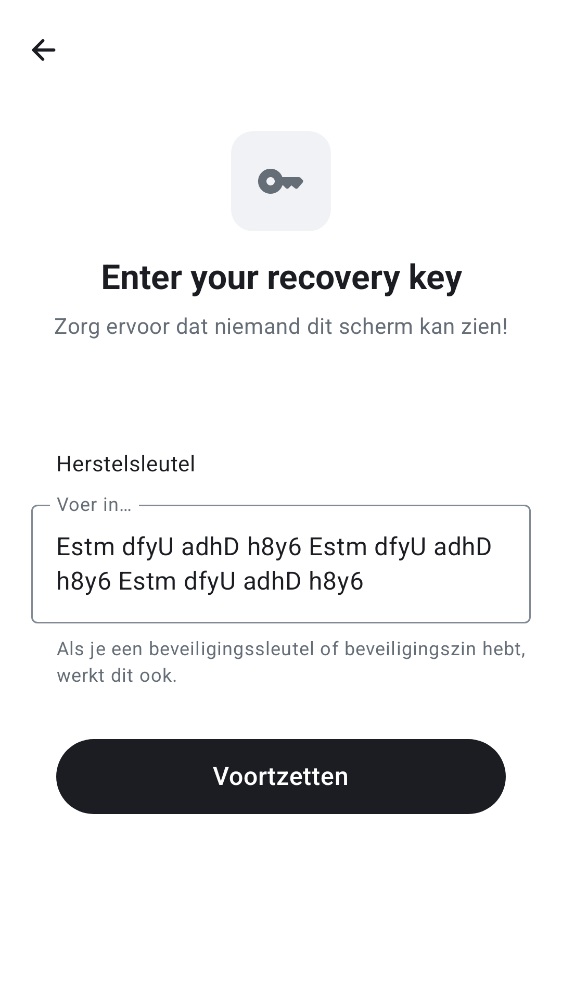 Enter your recovery key
Zorg ervoor dat niemand dit scherm kan zien!
Herstelsleutel
Voer in…
Estm dfyU adhD h8y6 Estm dfyU adhD
h8y6 Estm dfyU adhD h8y6
Als je een beveiligingssleutel of beveiligingszin hebt,
werkt dit ook.
Voortzetten